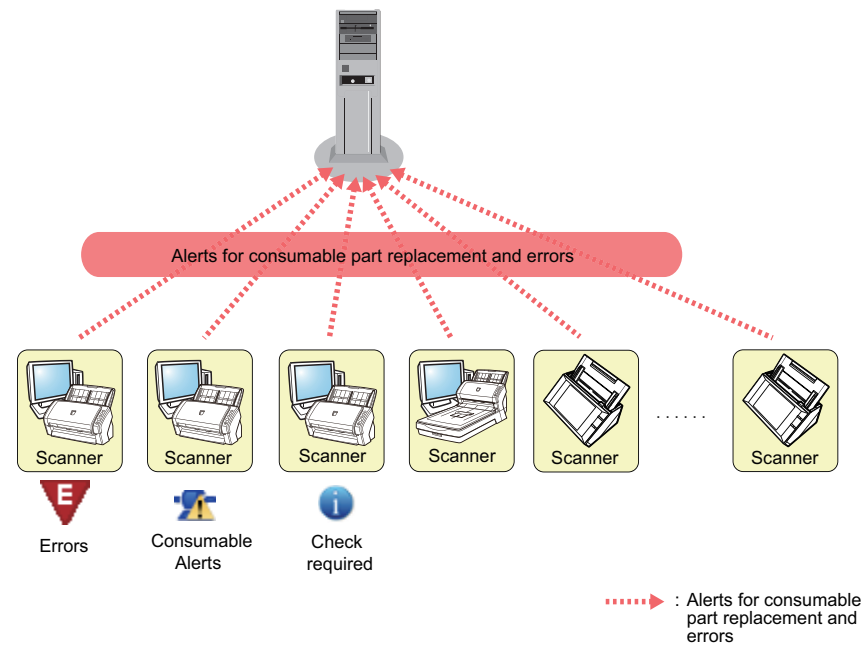 Alerts for consumable part replacement and errors
Scanner
Scanner
Scanner
Scanner
Scanner
......
Scanner
E
i
Errors
Consumable
Alerts
Check
required
: Alerts for consumable
part replacement and
errors